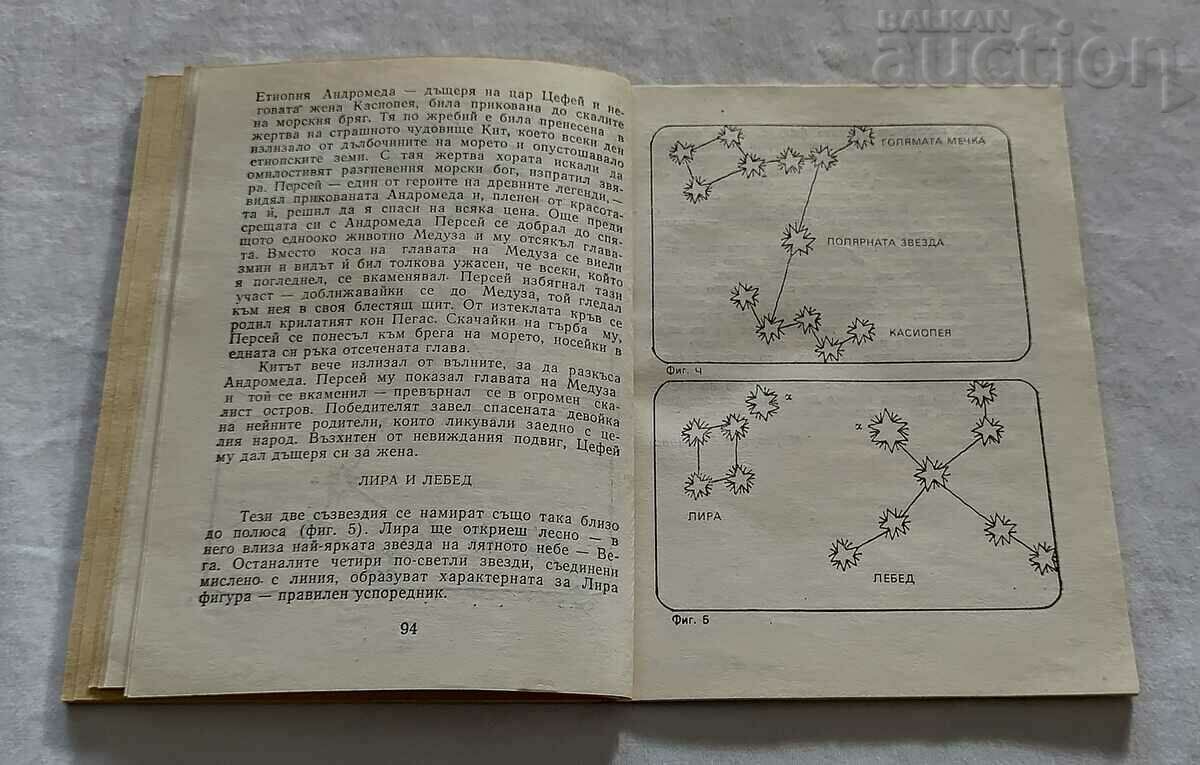 BALKAN
auction
Етиопия Андромеда — дъщеря на цар Цефей и не-
говата жена Касиопея, била прикована до скалите
на морския бряг. Тя по жребий е била пренесена в
жертва на страшното чудовище Кит, което всеки ден
излизало от дълбочините на морето и опустошавало
етиопските земи. С тая жертва хората искали да
омилостивят разгневения морски бог, изпратил звя-
ра. Персей — един от героите на древните легенди, —
видял прикованата Андромеда и, пленен от красота-
та ѝ, решил да я спаси на всяка цена. Още преди
срещата си с Андромеда Персей се добрал до спя-
щото еднооко животно Медуза и му отсякъл глава-
та. Вместо коса на главата на Медуза се виели
змии и видът ѝ бил толкова ужасен, че всеки, който
я погледнел, се вкаменявал. Персей избягнал тази
участ — доближавайки се до Медуза, той гледал
към нея в своя блестящ щит. От изтеклата кръв се
родил крилатият кон Пегас. Скачайки на гърба му,
Персей се понесъл към брега на морето, носейки в
едната си ръка отсечената глава.
Китът вече излизал от вълните, за да разкъса
Андромеда. Персей му показал главата на Медуза
и той се вкаменил — превърнал се в огромен ска-
лист остров. Победителят завел спасената девойка
на нейните родители, които ликували заедно с це-
лия народ. Възхитен от невиждания подвиг, Цефей
му дал дъщеря си за жена.
ЛИРА И ЛЕБЕД
Тези две съзвездия се намират също така близо
до полюса (фиг. 5). Лира ще откриеш лесно — в
него влиза най-ярката звезда на лятното небе — Ве-
га. Останалите четири по-светли звезди, съединени
мислено с линия, образуват характерната за Лира
фигура — правилен успоредник.
94
ГОЛЯМАТА МЕЧКА
ПОЛЯРНАТА ЗВЕЗДА
КАСИОПЕЯ
Фиг. 4
α
α
ЛИРА
ЛЕБЕД
Фиг. 5